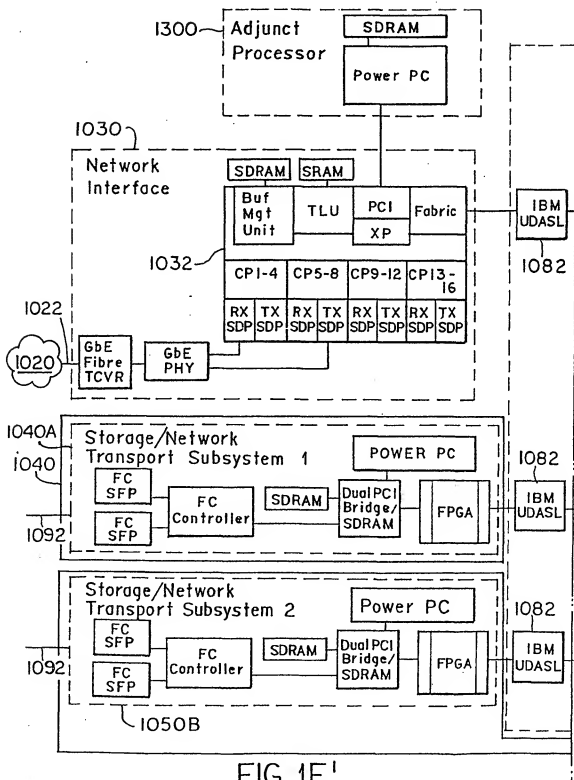 1300
Adjunct
Processor
SDRAM
Power PC
1030
Network
Interface
SDRAM
SRAM
Buf
Mgt
Unit
TLU
PCI
XP
Fabric
1032
CP1-4
CP5-8
CP9-12
CP13-
16
RX
SDP
TX
SDP
RX
SDP
TX
SDP
RX
SDP
TX
SDP
RX
SDP
TX
SDP
IBM
UDASL
1082
1022
1020
GbE
Fibre
TCVR
GbE
PHY
1040A
1040
1092
Storage/Network
Transport Subsystem 1
FC
SFP
FC
SFP
FC
Controller
SDRAM
POWER PC
Dual PCI
Bridge/
SDRAM
FPGA
1082
IBM
UDASL
Storage/Network
Transport Subsystem 2
1092
FC
SFP
FC
SFP
FC
Controller
SDRAM
Power PC
Dual PCI
Bridge/
SDRAM
FPGA
1082
IBM
UDASL
1050B
FIG. 1E'